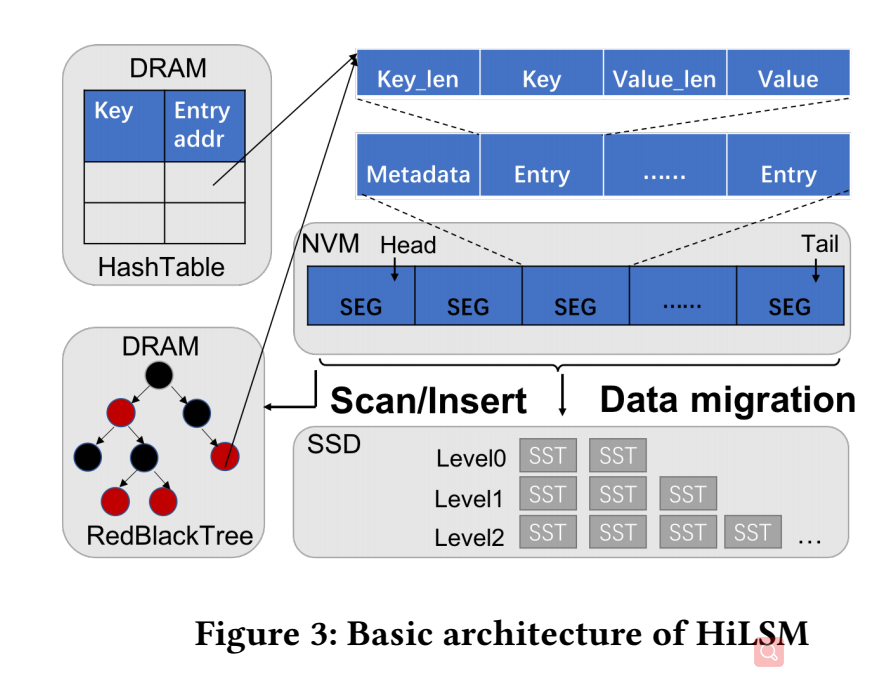 DRAM
Key
Entry
addr
HashTable
Key_len
Key
Value_len
Value
Metadata
Entry
……
Entry
NVM
Head
Tail
SEG
SEG
SEG
……
SEG
DRAM
RedBlackTree
Scan/Insert
Data migration
SSD
Level0 SST SST
Level1 SST SST SST
Level2 SST SST SST SST …
Figure 3: Basic architecture of HiLSM